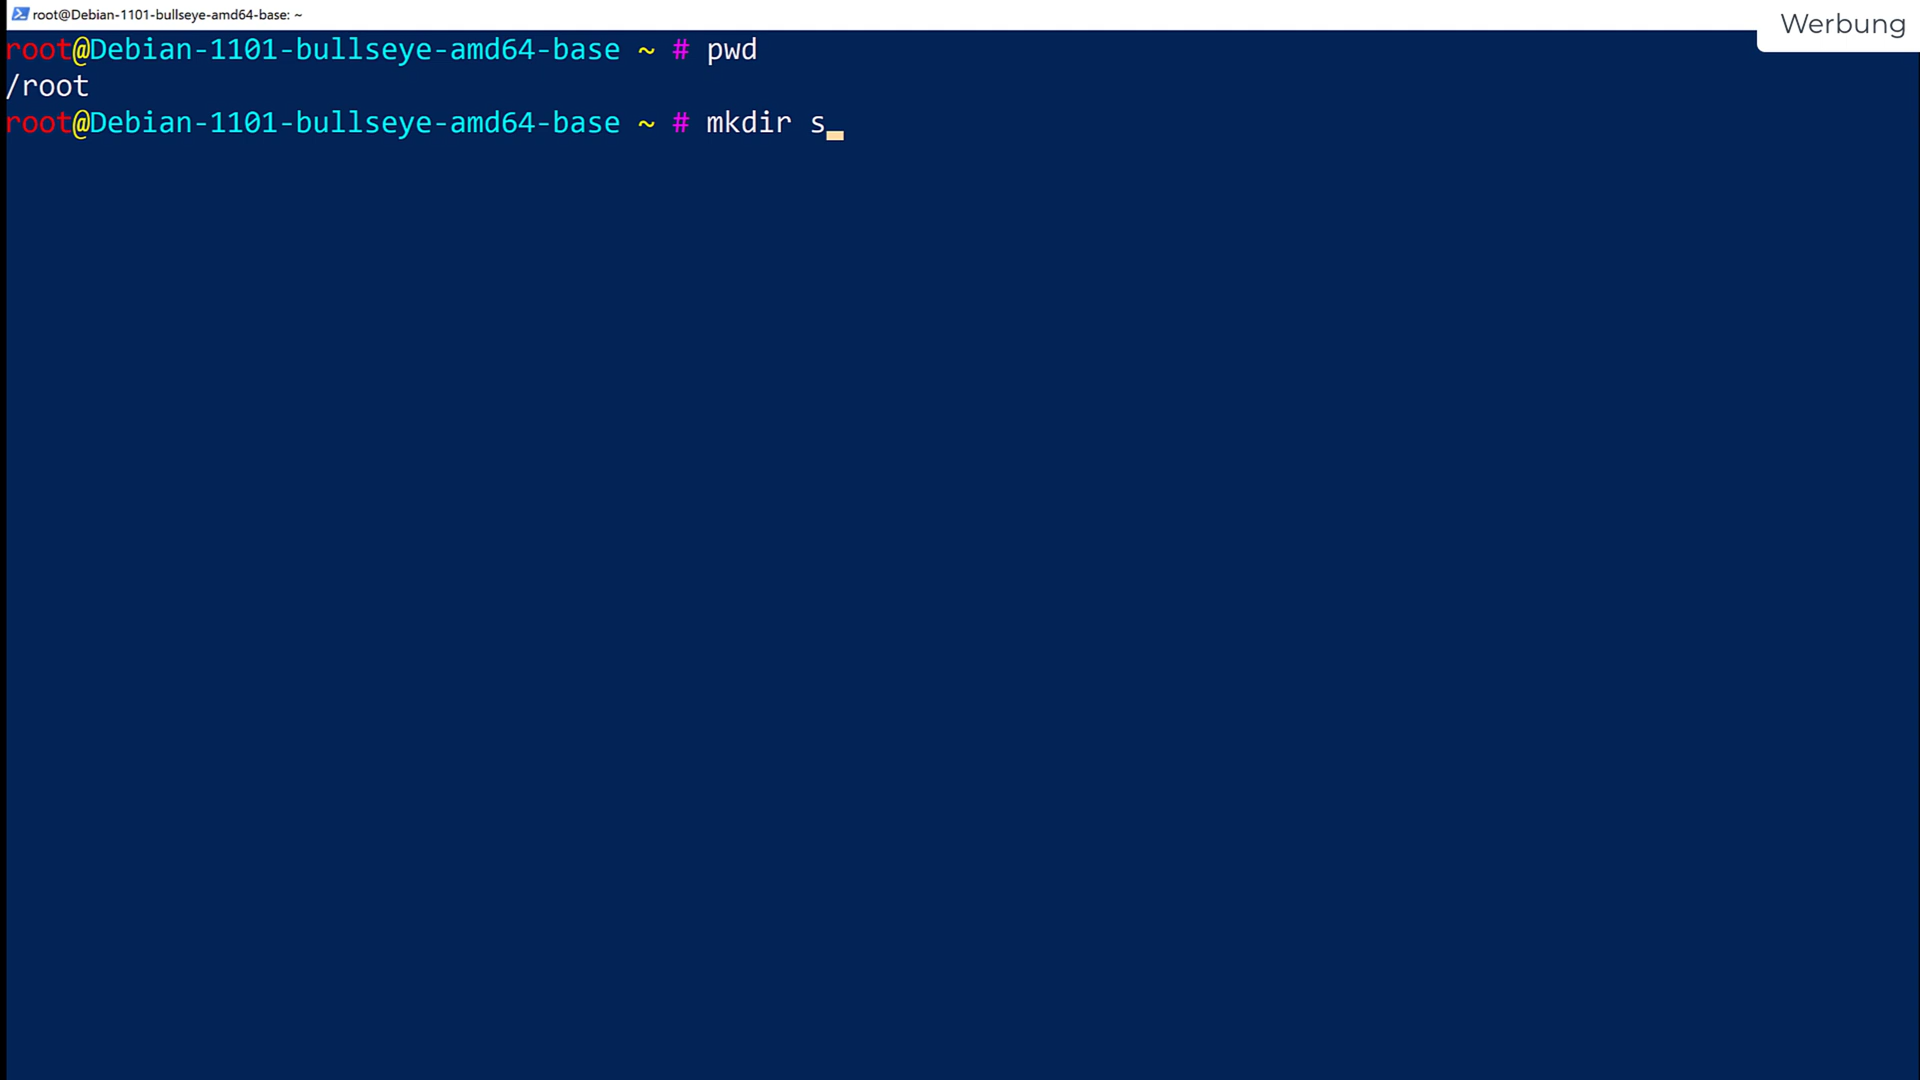 root@Debian-1101-bullseye-amd64-base: ~
Werbung
root@Debian-1101-bullseye-amd64-base ~ # pwd
/root
root@Debian-1101-bullseye-amd64-base ~ # mkdir s_